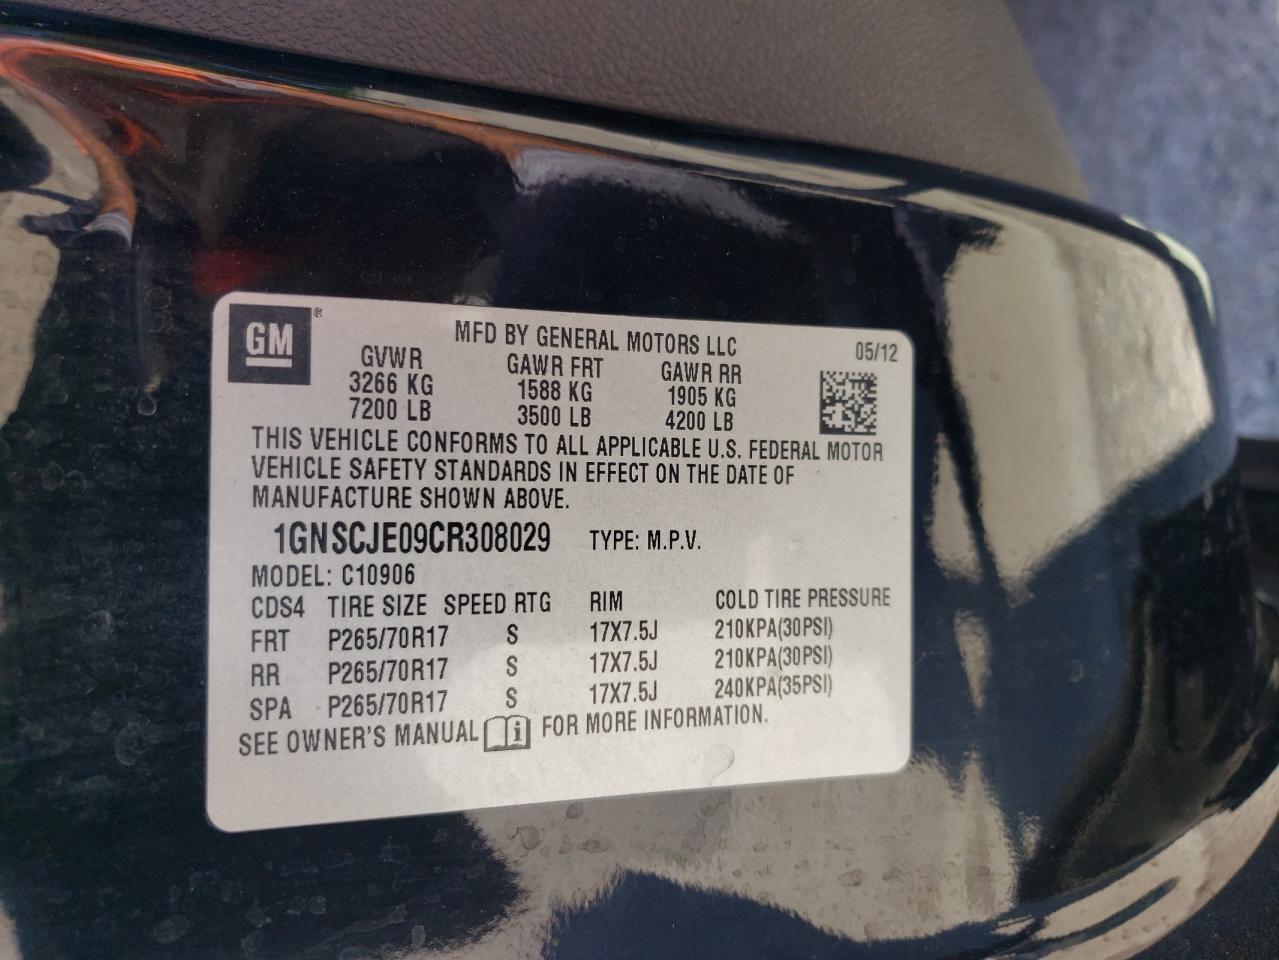 GM ®
MFD BY GENERAL MOTORS LLC
05/12
GVWR GAWR FRT GAWR RR
3266 KG 1588 KG 1905 KG
7200 LB 3500 LB 4200 LB
THIS VEHICLE CONFORMS TO ALL APPLICABLE U.S. FEDERAL MOTOR
VEHICLE SAFETY STANDARDS IN EFFECT ON THE DATE OF
MANUFACTURE SHOWN ABOVE.
1GNSCJE09CR308029 TYPE: M.P.V.
MODEL: C10906
CDS4 TIRE SIZE SPEED RTG RIM COLD TIRE PRESSURE
FRT P265/70R17 S 17X7.5J 210KPA(30PSI)
RR P265/70R17 S 17X7.5J 210KPA(30PSI)
SPA P265/70R17 S 17X7.5J 240KPA(35PSI)
SEE OWNER'S MANUAL i FOR MORE INFORMATION.